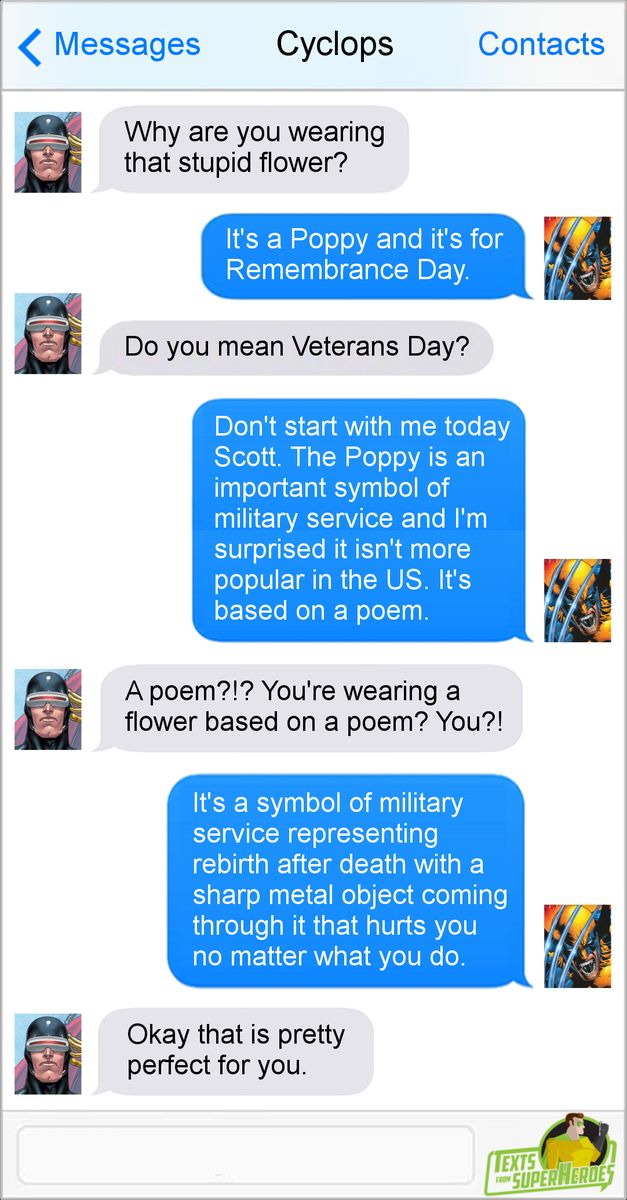 Messages
Cyclops
Contacts
Why are you wearing
that stupid flower?
It's a Poppy and it's for
Remembrance Day.
Do you mean Veterans Day?
Don't start with me today
Scott. The Poppy is an
important symbol of
military service and I'm
surprised it isn't more
popular in the US. It's
based on a poem.
A poem?!? You're wearing a
flower based on a poem? You?!
It's a symbol of military
service representing
rebirth after death with a
sharp metal object coming
through it that hurts you
no matter what you do.
Okay that is pretty
perfect for you.
TEXTS
FROM SUPERHEROES